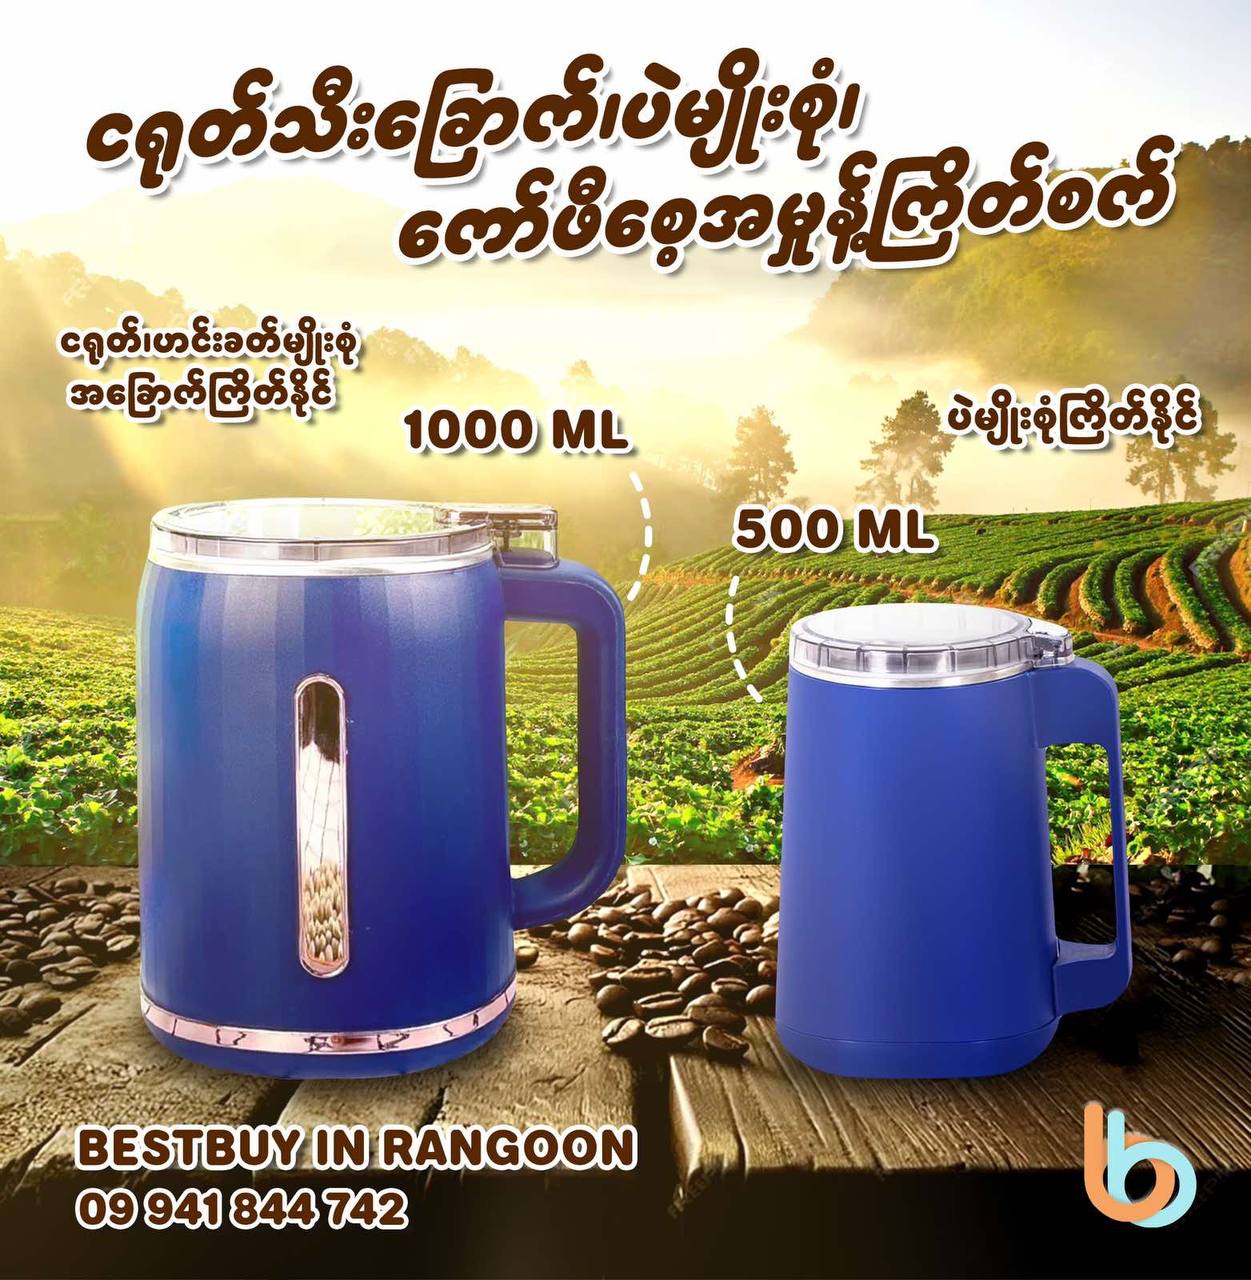 ငရုတ်သီးခြောက်၊ပဲမျိုးစုံ၊
ကော်ဖီစေ့အမှုန့်ကြိတ်စက်
ငရုတ်၊ဟင်းခတ်မျိုးစုံ
အခြောက်ကြိတ်နိုင်
1000 ML
ပဲမျိုးစုံကြိတ်နိုင်
500 ML
BESTBUY IN RANGOON
09 941 844 742